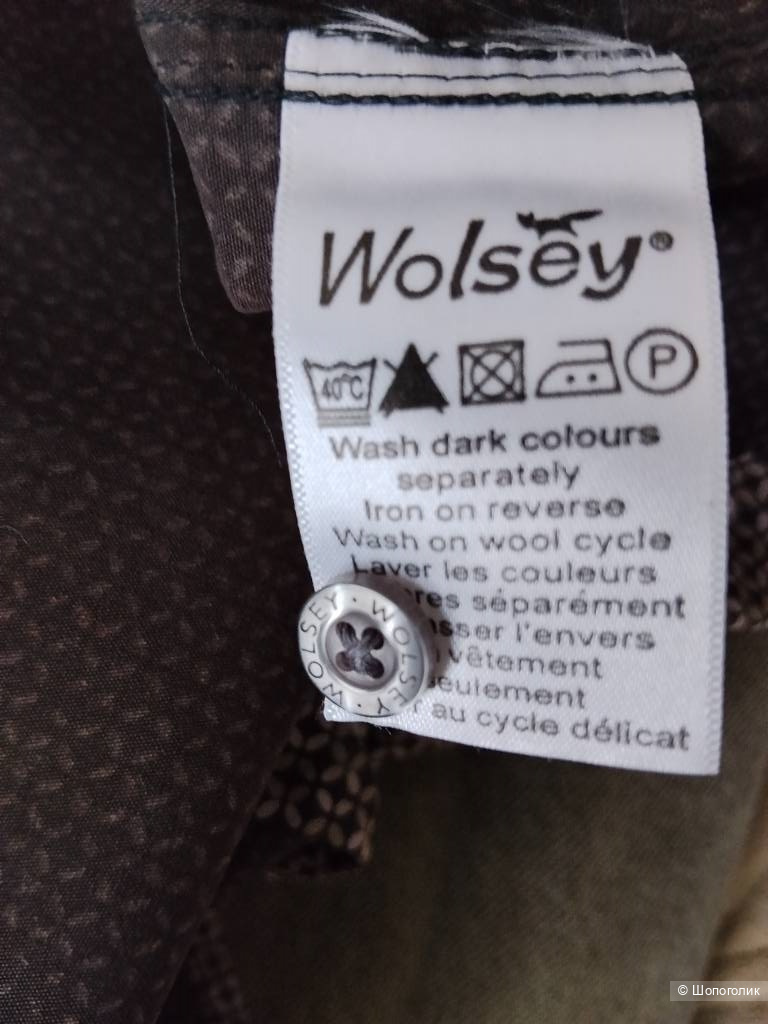 Wolsey®
40°C P
Wash dark colours
separately
Iron on reverse
Wash on wool cycle
Laver les couleurs
séparément
l'envers
vêtement
au cycle délicat
WOLSEY · WOLSEY ·
© Шопоголик